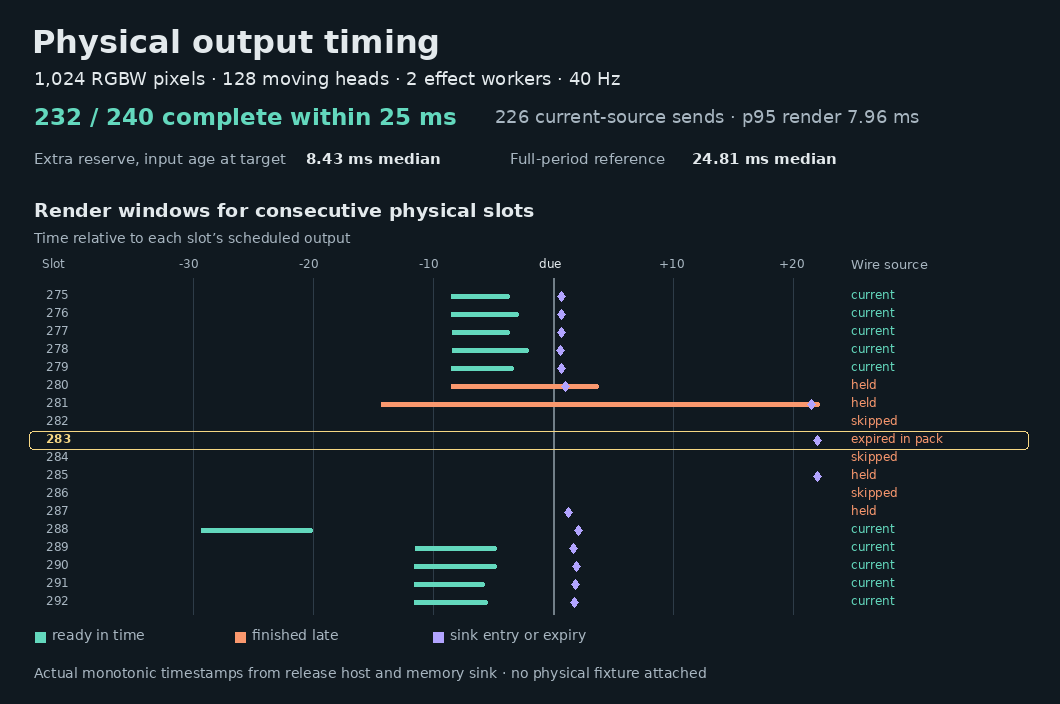 Physical output timing
1,024 RGBW pixels · 128 moving heads · 2 effect workers · 40 Hz
232 / 240 complete within 25 ms 226 current-source sends · p95 render 7.96 ms
Extra reserve, input age at target 8.43 ms median Full-period reference 24.81 ms median
Render windows for consecutive physical slots
Time relative to each slot’s scheduled output
Slot -30 -20 -10 due +10 +20 Wire source
275 current
276 current
277 current
278 current
279 current
280 held
281 held
282 skipped
283 expired in pack
284 skipped
285 held
286 skipped
287 held
288 current
289 current
290 current
291 current
292 current
ready in time finished late sink entry or expiry
Actual monotonic timestamps from release host and memory sink · no physical fixture attached